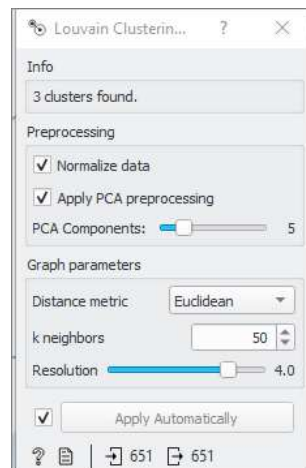 Louvain Clusterin... ?
Info
3 clusters found.
Preprocessing
Normalize data
Apply PCA preprocessing
PCA Components: 5
Graph parameters
Distance metric Euclidean
k neighbors 50
Resolution 4.0
Apply Automatically
? 651 651